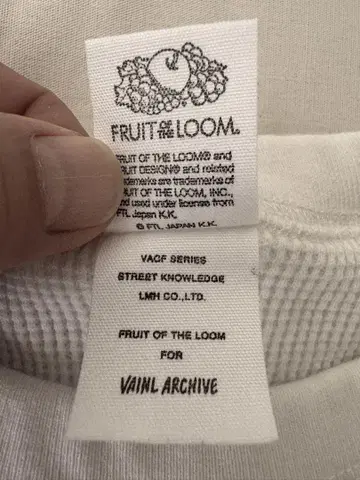 FRUIT OF THE LOOM®
FRUIT OF THE LOOM® and
FRUIT DESIGN® and related
trademarks are trademarks of
FRUIT OF THE LOOM, INC.,
and used under license from
FTL Japan K.K.
© FTL JAPAN K.K.
VACF SERIES
STREET KNOWLEDGE
LMH CO.,LTD.
FRUIT OF THE LOOM
FOR
VAINL ARCHIVE